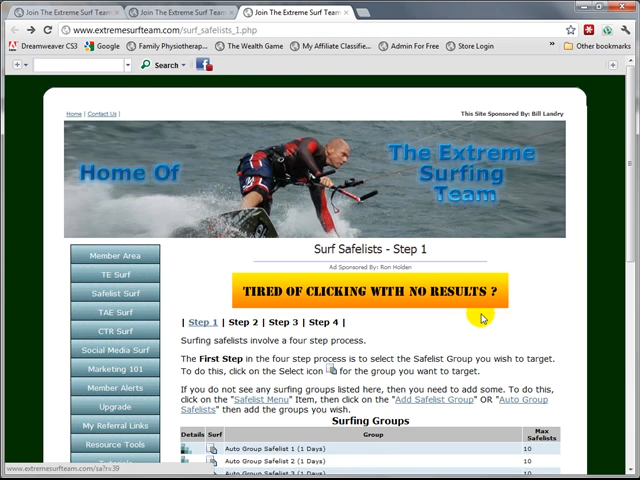 Join The Extreme Surf Team
Join The Extreme Surf Team
Join The Extreme Surf Team
www.extremesurfteam.com/surf_safelists_1.php
Dreamweaver CS3
Google
Family Physiotherap...
The Wealth Game
My Affiliate Classifie...
Admin For Free
Store Login
»
Other bookmarks
Search
Home | Contact Us |
This Site Sponsored By: Bill Landry
Home Of
The Extreme
Surfing
Team
Member Area
TE Surf
Safelist Surf
TAE Surf
CTR Surf
Social Media Surf
Marketing 101
Member Alerts
Upgrade
My Referral Links
Resource Tools
Surf Safelists - Step 1
Ad Sponsored By: Ron Holden
TIRED OF CLICKING WITH NO RESULTS ?
| Step 1 | Step 2 | Step 3 | Step 4 |
Surfing safelists involve a four step process.
The First Step in the four step process is to select the Safelist Group you wish to target.
To do this, click on the Select icon for the group you want to target.
If you do not see any surfing groups listed here, then you need to add some. To do this,
click on the "Safelist Menu" Item, then click on the "Add Safelist Group" OR "Auto Group
Safelists" then add the groups you wish.
Surfing Groups
Details Surf Group Max Safelists
Auto Group Safelist 1 (1 Days) 10
Auto Group Safelist 2 (1 Days) 10
www.extremesurfteam.com/sa?r=39